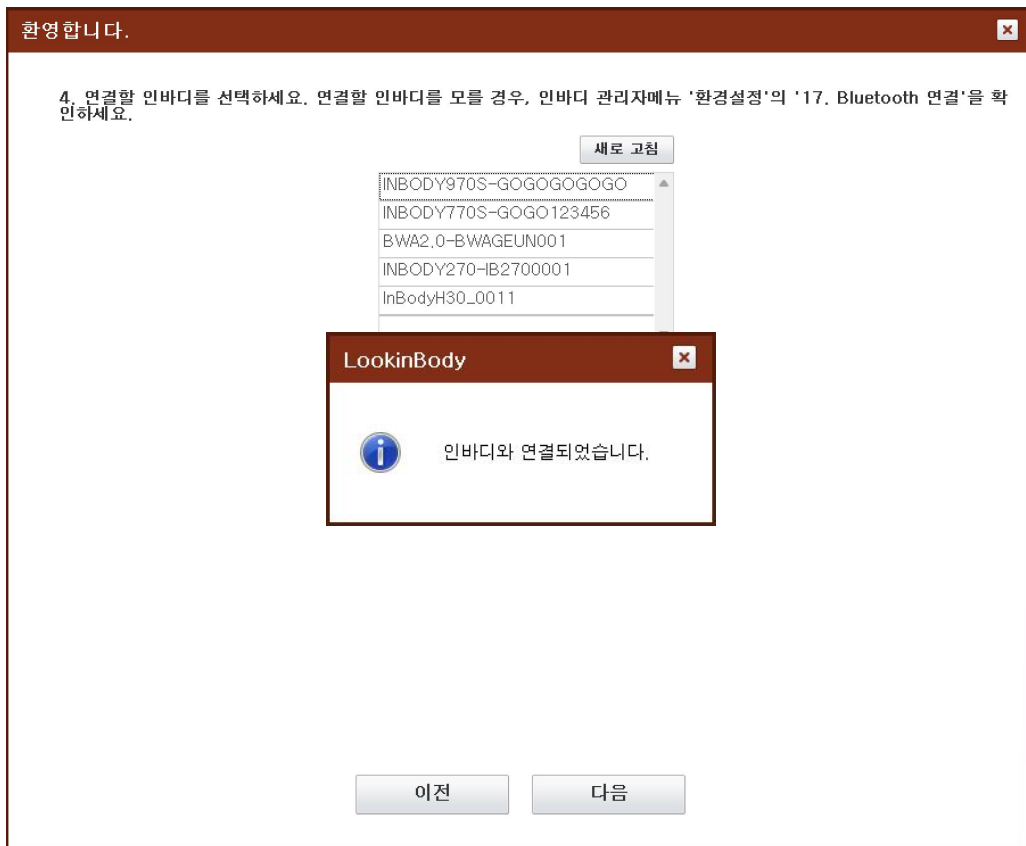 환영합니다.
4. 연결할 인바디를 선택하세요. 연결할 인바디를 모를 경우, 인바디 관리자메뉴 '환경설정'의 '17. Bluetooth 연결'을 확
인하세요.
새로 고침
INBODY970S-GOGOGOGOGO
INBODY770S-GOGO123456
BWA2.0-BWAGEUN001
INBODY270-IB2700001
InBodyH30_0011
LookinBody
인바디와 연결되었습니다.
이전
다음